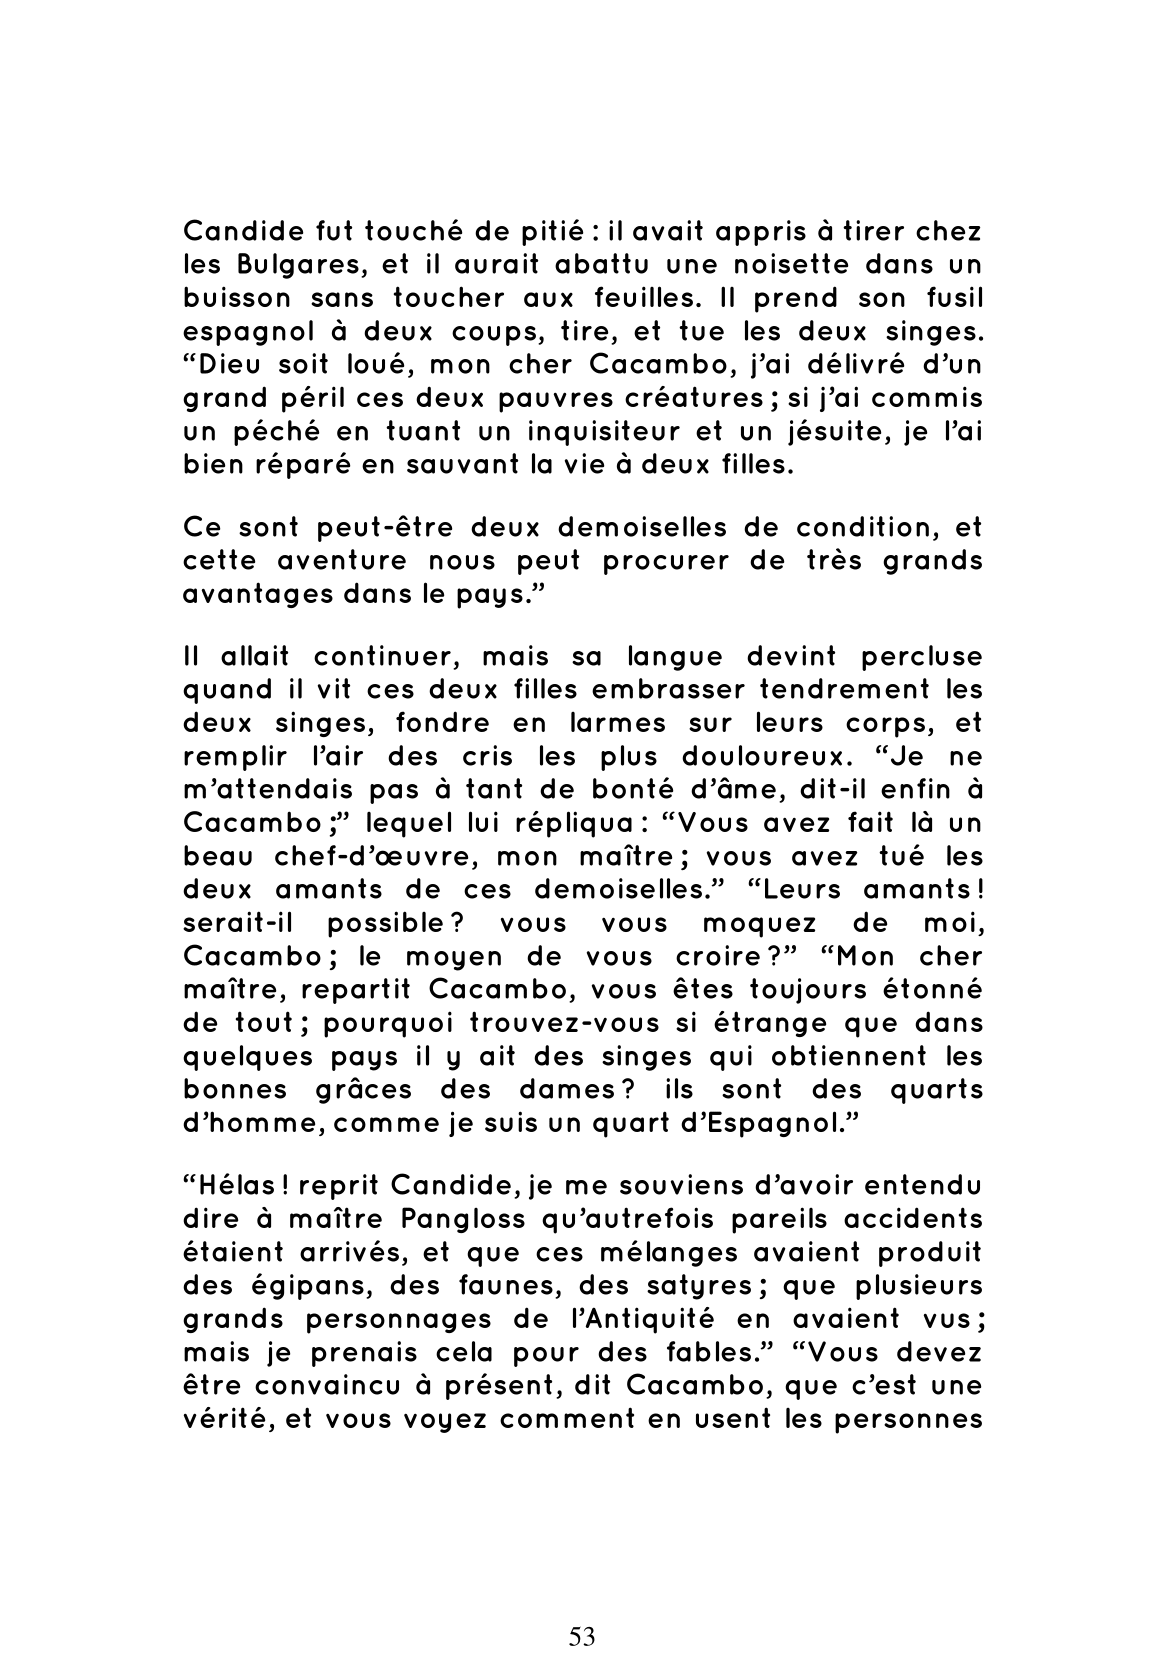 Candide fut touché de pitié : il avait appris à tirer chez
les Bulgares, et il aurait abattu une noisette dans un
buisson sans toucher aux feuilles. Il prend son fusil
espagnol à deux coups, tire, et tue les deux singes.
“Dieu soit loué, mon cher Cacambo, j’ai délivré d’un
grand péril ces deux pauvres créatures ; si j’ai commis
un péché en tuant un inquisiteur et un jésuite, je l’ai
bien réparé en sauvant la vie à deux filles.
Ce sont peut-être deux demoiselles de condition, et
cette aventure nous peut procurer de très grands
avantages dans le pays.”
Il allait continuer, mais sa langue devint percluse
quand il vit ces deux filles embrasser tendrement les
deux singes, fondre en larmes sur leurs corps, et
remplir l’air des cris les plus douloureux. “Je ne
m’attendais pas à tant de bonté d’âme, dit-il enfin à
Cacambo ;” lequel lui répliqua : “Vous avez fait là un
beau chef-d’œuvre, mon maître ; vous avez tué les
deux amants de ces demoiselles.” “Leurs amants !
serait-il possible ? vous vous moquez de moi,
Cacambo ; le moyen de vous croire ?” “Mon cher
maître, repartit Cacambo, vous êtes toujours étonné
de tout ; pourquoi trouvez-vous si étrange que dans
quelques pays il y ait des singes qui obtiennent les
bonnes grâces des dames ? ils sont des quarts
d’homme, comme je suis un quart d’Espagnol.”
“Hélas ! reprit Candide, je me souviens d’avoir entendu
dire à maître Pangloss qu’autrefois pareils accidents
étaient arrivés, et que ces mélanges avaient produit
des égipans, des faunes, des satyres ; que plusieurs
grands personnages de l’Antiquité en avaient vus ;
mais je prenais cela pour des fables.” “Vous devez
être convaincu à présent, dit Cacambo, que c’est une
vérité, et vous voyez comment en usent les personnes
53